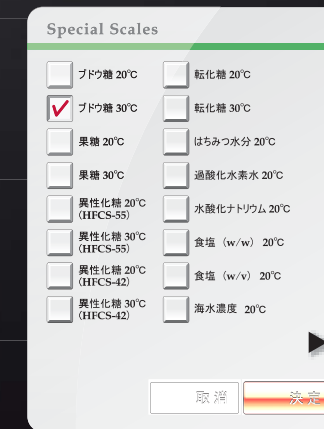 Special Scales
ブドウ糖 20℃
転化糖 20℃
ブドウ糖 30℃
転化糖 30℃
果糖 20℃
はちみつ水分 20℃
果糖 30℃
過酸化水素水 20℃
異性化糖 20℃
(HFCS-55)
水酸化ナトリウム 20℃
異性化糖 30℃
(HFCS-55)
食塩（w/w） 20℃
異性化糖 20℃
(HFCS-42)
食塩（w/v） 20℃
異性化糖 30℃
(HFCS-42)
海水濃度 20℃
取消
決定